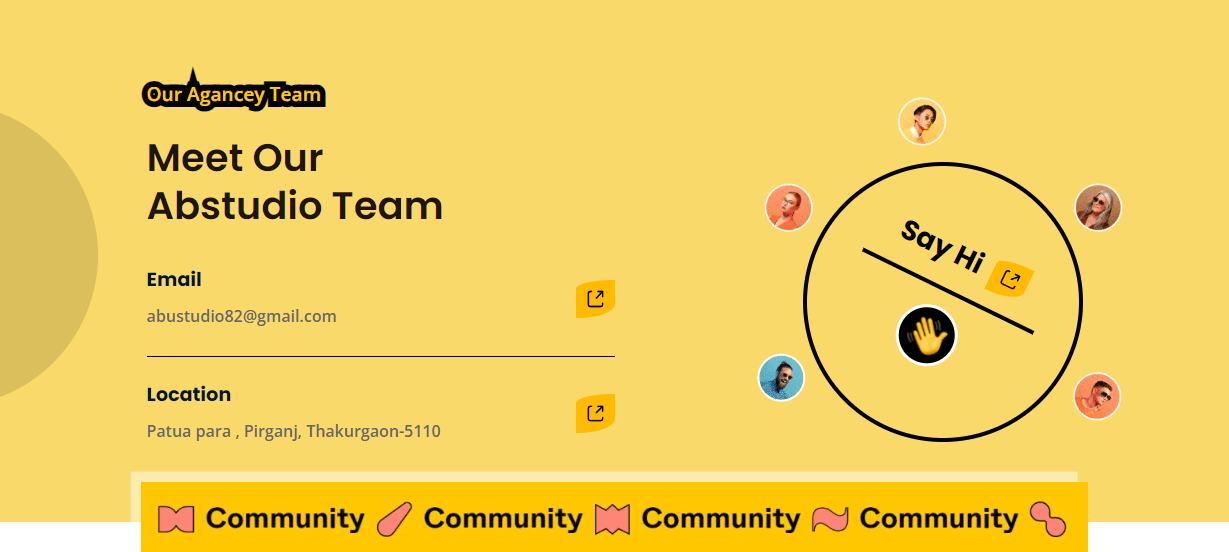 Our Agancey Team
Meet Our
Abstudio Team
Email
abustudio82@gmail.com
Location
Patua para , Pirganj, Thakurgaon-5110
Say Hi
Community Community Community Community